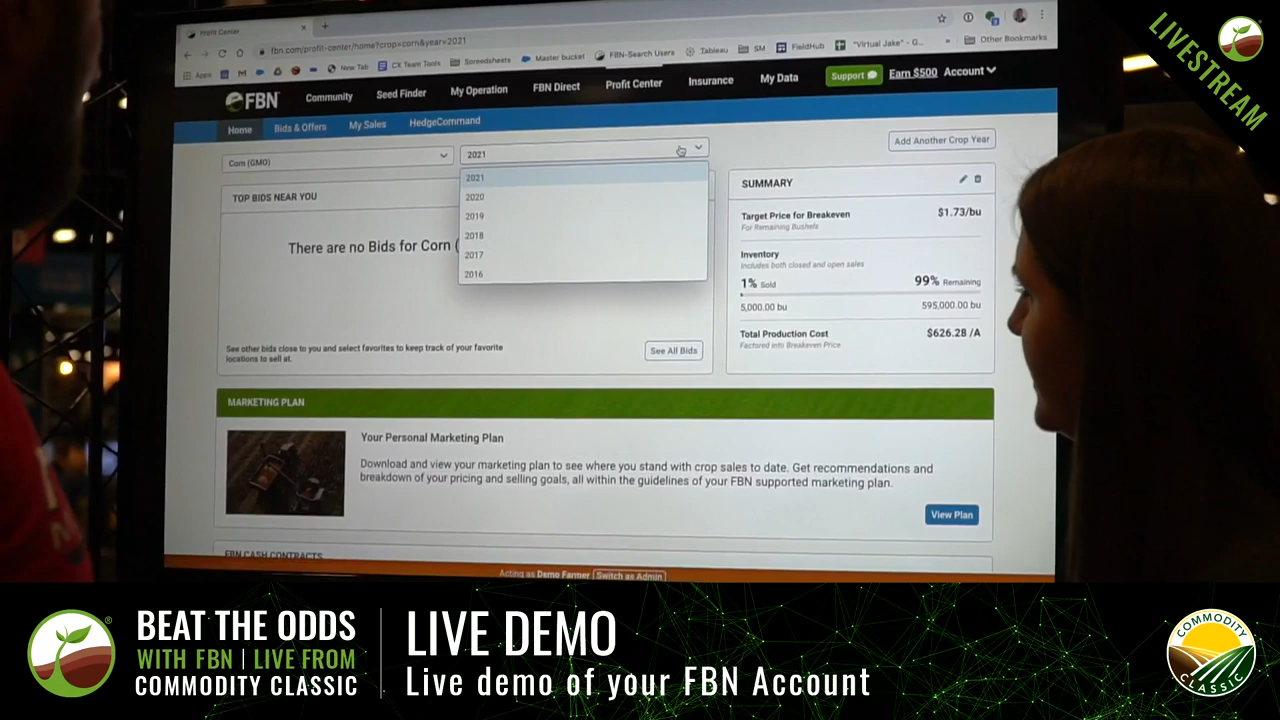 Profit Center
fbn.com/profit-center/home?crop=corn&year=2021
Apps
New Tab
CX Team Tools
Spreadsheets
Master bucket
FBN-Search Users
Tableau
SM
FieldHub
"Virtual Jake" - G...
Other Bookmarks
FBN
Community
Seed Finder
My Operation
FBN Direct
Profit Center
Insurance
My Data
Support
Earn $500
Account
Home
Bids & Offers
My Sales
HedgeCommand
Corn (GMO)
2021
Add Another Crop Year
2021
2020
2019
2018
2017
2016
TOP BIDS NEAR YOU
There are no Bids for Corn (
See other bids close to you and select favorites to keep track of your favorite
locations to sell at.
See All Bids
SUMMARY
Target Price for Breakeven
$1.73/bu
For Remaining Bushels
Inventory
Includes both closed and open sales
1% Sold
99% Remaining
5,000.00 bu
595,000.00 bu
Total Production Cost
$626.28 /A
Factored into Breakeven Price
MARKETING PLAN
Your Personal Marketing Plan
Download and view your marketing plan to see where you stand with crop sales to date. Get recommendations and
breakdown of your pricing and selling goals, all within the guidelines of your FBN supported marketing plan.
View Plan
FBN CASH CONTRACTS
Acting as Demo Farmer Switch as Admin
LIVESTREAM
BEAT THE ODDS
WITH FBN | LIVE FROM
COMMODITY CLASSIC
LIVE DEMO
Live demo of your FBN Account
COMMODITY
CLASSIC